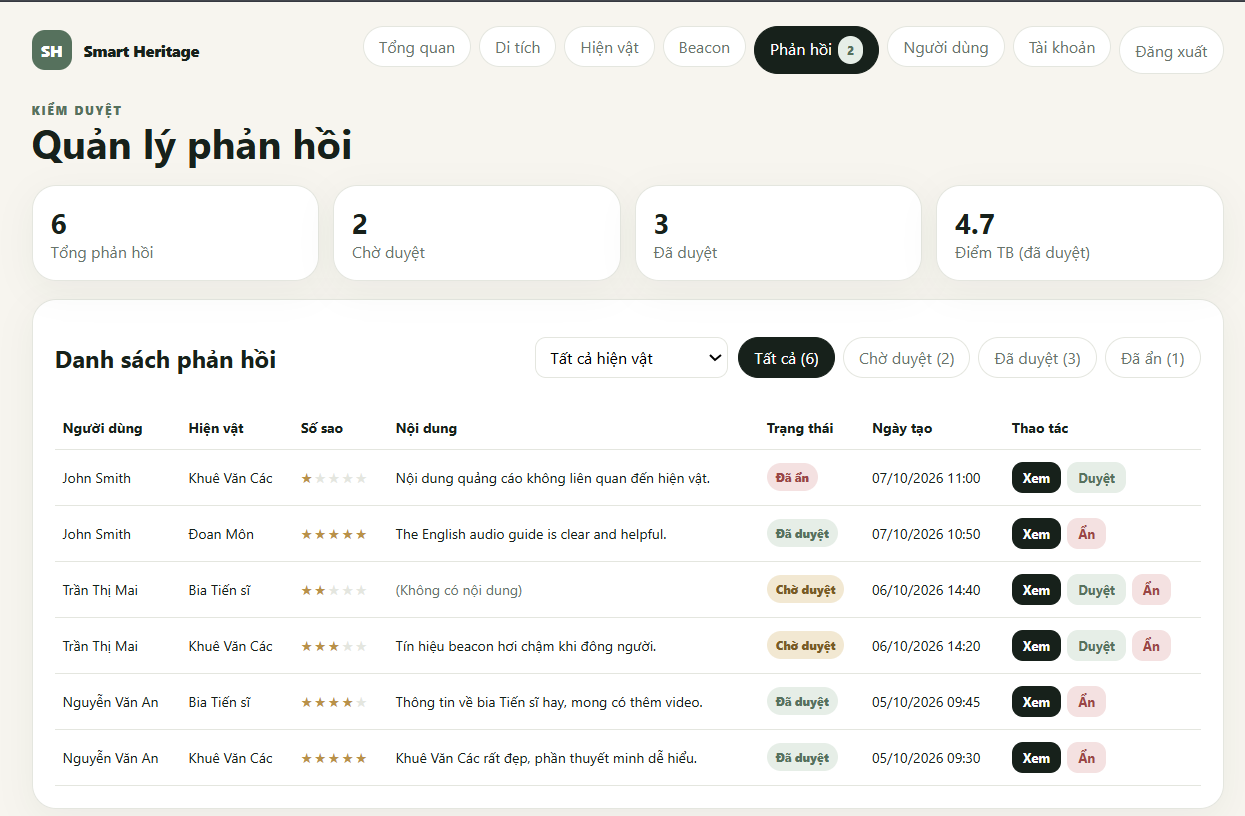 SH Smart Heritage Tổng quan Di tích Hiện vật Beacon Phản hồi 2 Người dùng Tài khoản Đăng xuất
KIỂM DUYỆT
Quản lý phản hồi
6 2 3 4.7
Tổng phản hồi Chờ duyệt Đã duyệt Điểm TB (đã duyệt)
Danh sách phản hồi Tất cả hiện vật Tất cả (6) Chờ duyệt (2) Đã duyệt (3) Đã ẩn (1)
Người dùng Hiện vật Số sao Nội dung Trạng thái Ngày tạo Thao tác
John Smith Khuê Văn Các ★★★★★ Nội dung quảng cáo không liên quan đến hiện vật. Đã ẩn 07/10/2026 11:00 Xem Duyệt
John Smith Đoan Môn ★★★★★ The English audio guide is clear and helpful. Đã duyệt 07/10/2026 10:50 Xem Ẩn
Trần Thị Mai Bia Tiến sĩ ★★★★★ (Không có nội dung) Chờ duyệt 06/10/2026 14:40 Xem Duyệt Ẩn
Trần Thị Mai Khuê Văn Các ★★★★★ Tín hiệu beacon hơi chậm khi đông người. Chờ duyệt 06/10/2026 14:20 Xem Duyệt Ẩn
Nguyễn Văn An Bia Tiến sĩ ★★★★★ Thông tin về bia Tiến sĩ hay, mong có thêm video. Đã duyệt 05/10/2026 09:45 Xem Ẩn
Nguyễn Văn An Khuê Văn Các ★★★★★ Khuê Văn Các rất đẹp, phần thuyết minh dễ hiểu. Đã duyệt 05/10/2026 09:30 Xem Ẩn